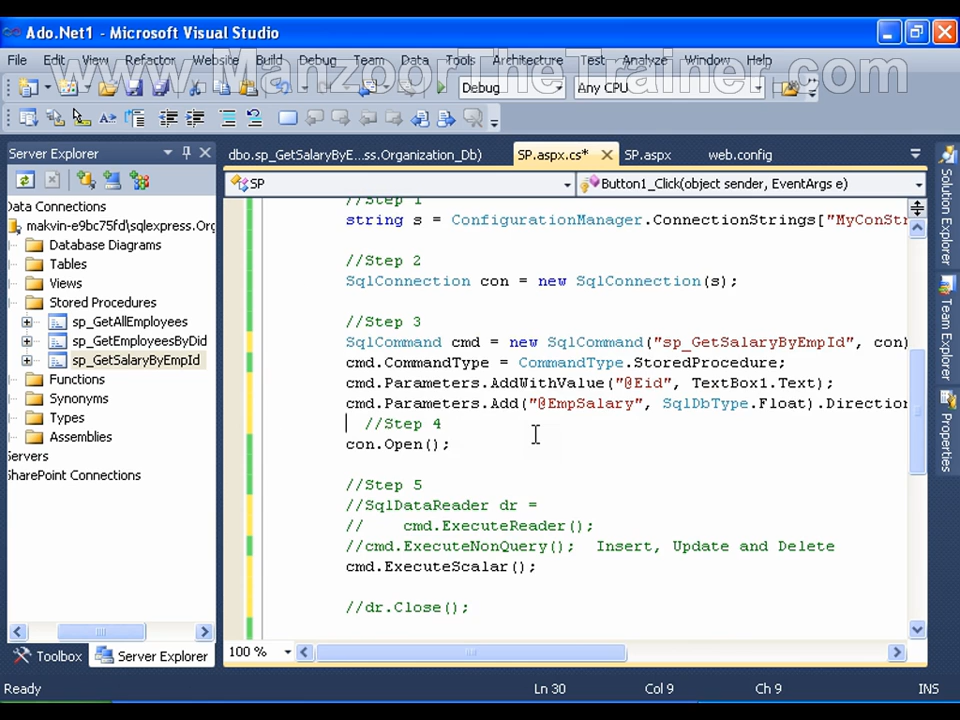 Ado.Net1 - Microsoft Visual Studio
File Edit View Refactor Website Build Debug Team Data Tools Architecture Test Analyze Window Help
www.ManzoorTheTrainer.com
Debug Any CPU
Server Explorer
dbo.sp_GetSalaryByE...ss.Organization_Db) SP.aspx.cs* SP.aspx web.config
SP Button1_Click(object sender, EventArgs e)
Data Connections
makvin-e9bc75fd\sqlexpress.Org
Database Diagrams
Tables
Views
Stored Procedures
sp_GetAllEmployees
sp_GetEmployeesByDid
sp_GetSalaryByEmpId
Functions
Synonyms
Types
Assemblies
Servers
SharePoint Connections
Toolbox Server Explorer
//Step 1
string s = ConfigurationManager.ConnectionStrings["MyConStr
//Step 2
SqlConnection con = new SqlConnection(s);
//Step 3
SqlCommand cmd = new SqlCommand("sp_GetSalaryByEmpId", con)
cmd.CommandType = CommandType.StoredProcedure;
cmd.Parameters.AddWithValue("@Eid", TextBox1.Text);
cmd.Parameters.Add("@EmpSalary", SqlDbType.Float).Direction
//Step 4
con.Open();
//Step 5
//SqlDataReader dr =
// cmd.ExecuteReader();
//cmd.ExecuteNonQuery(); Insert, Update and Delete
cmd.ExecuteScalar();
//dr.Close();
100 %
Solution Explorer
Team Explorer
Properties
Ready Ln 30 Col 9 Ch 9 INS